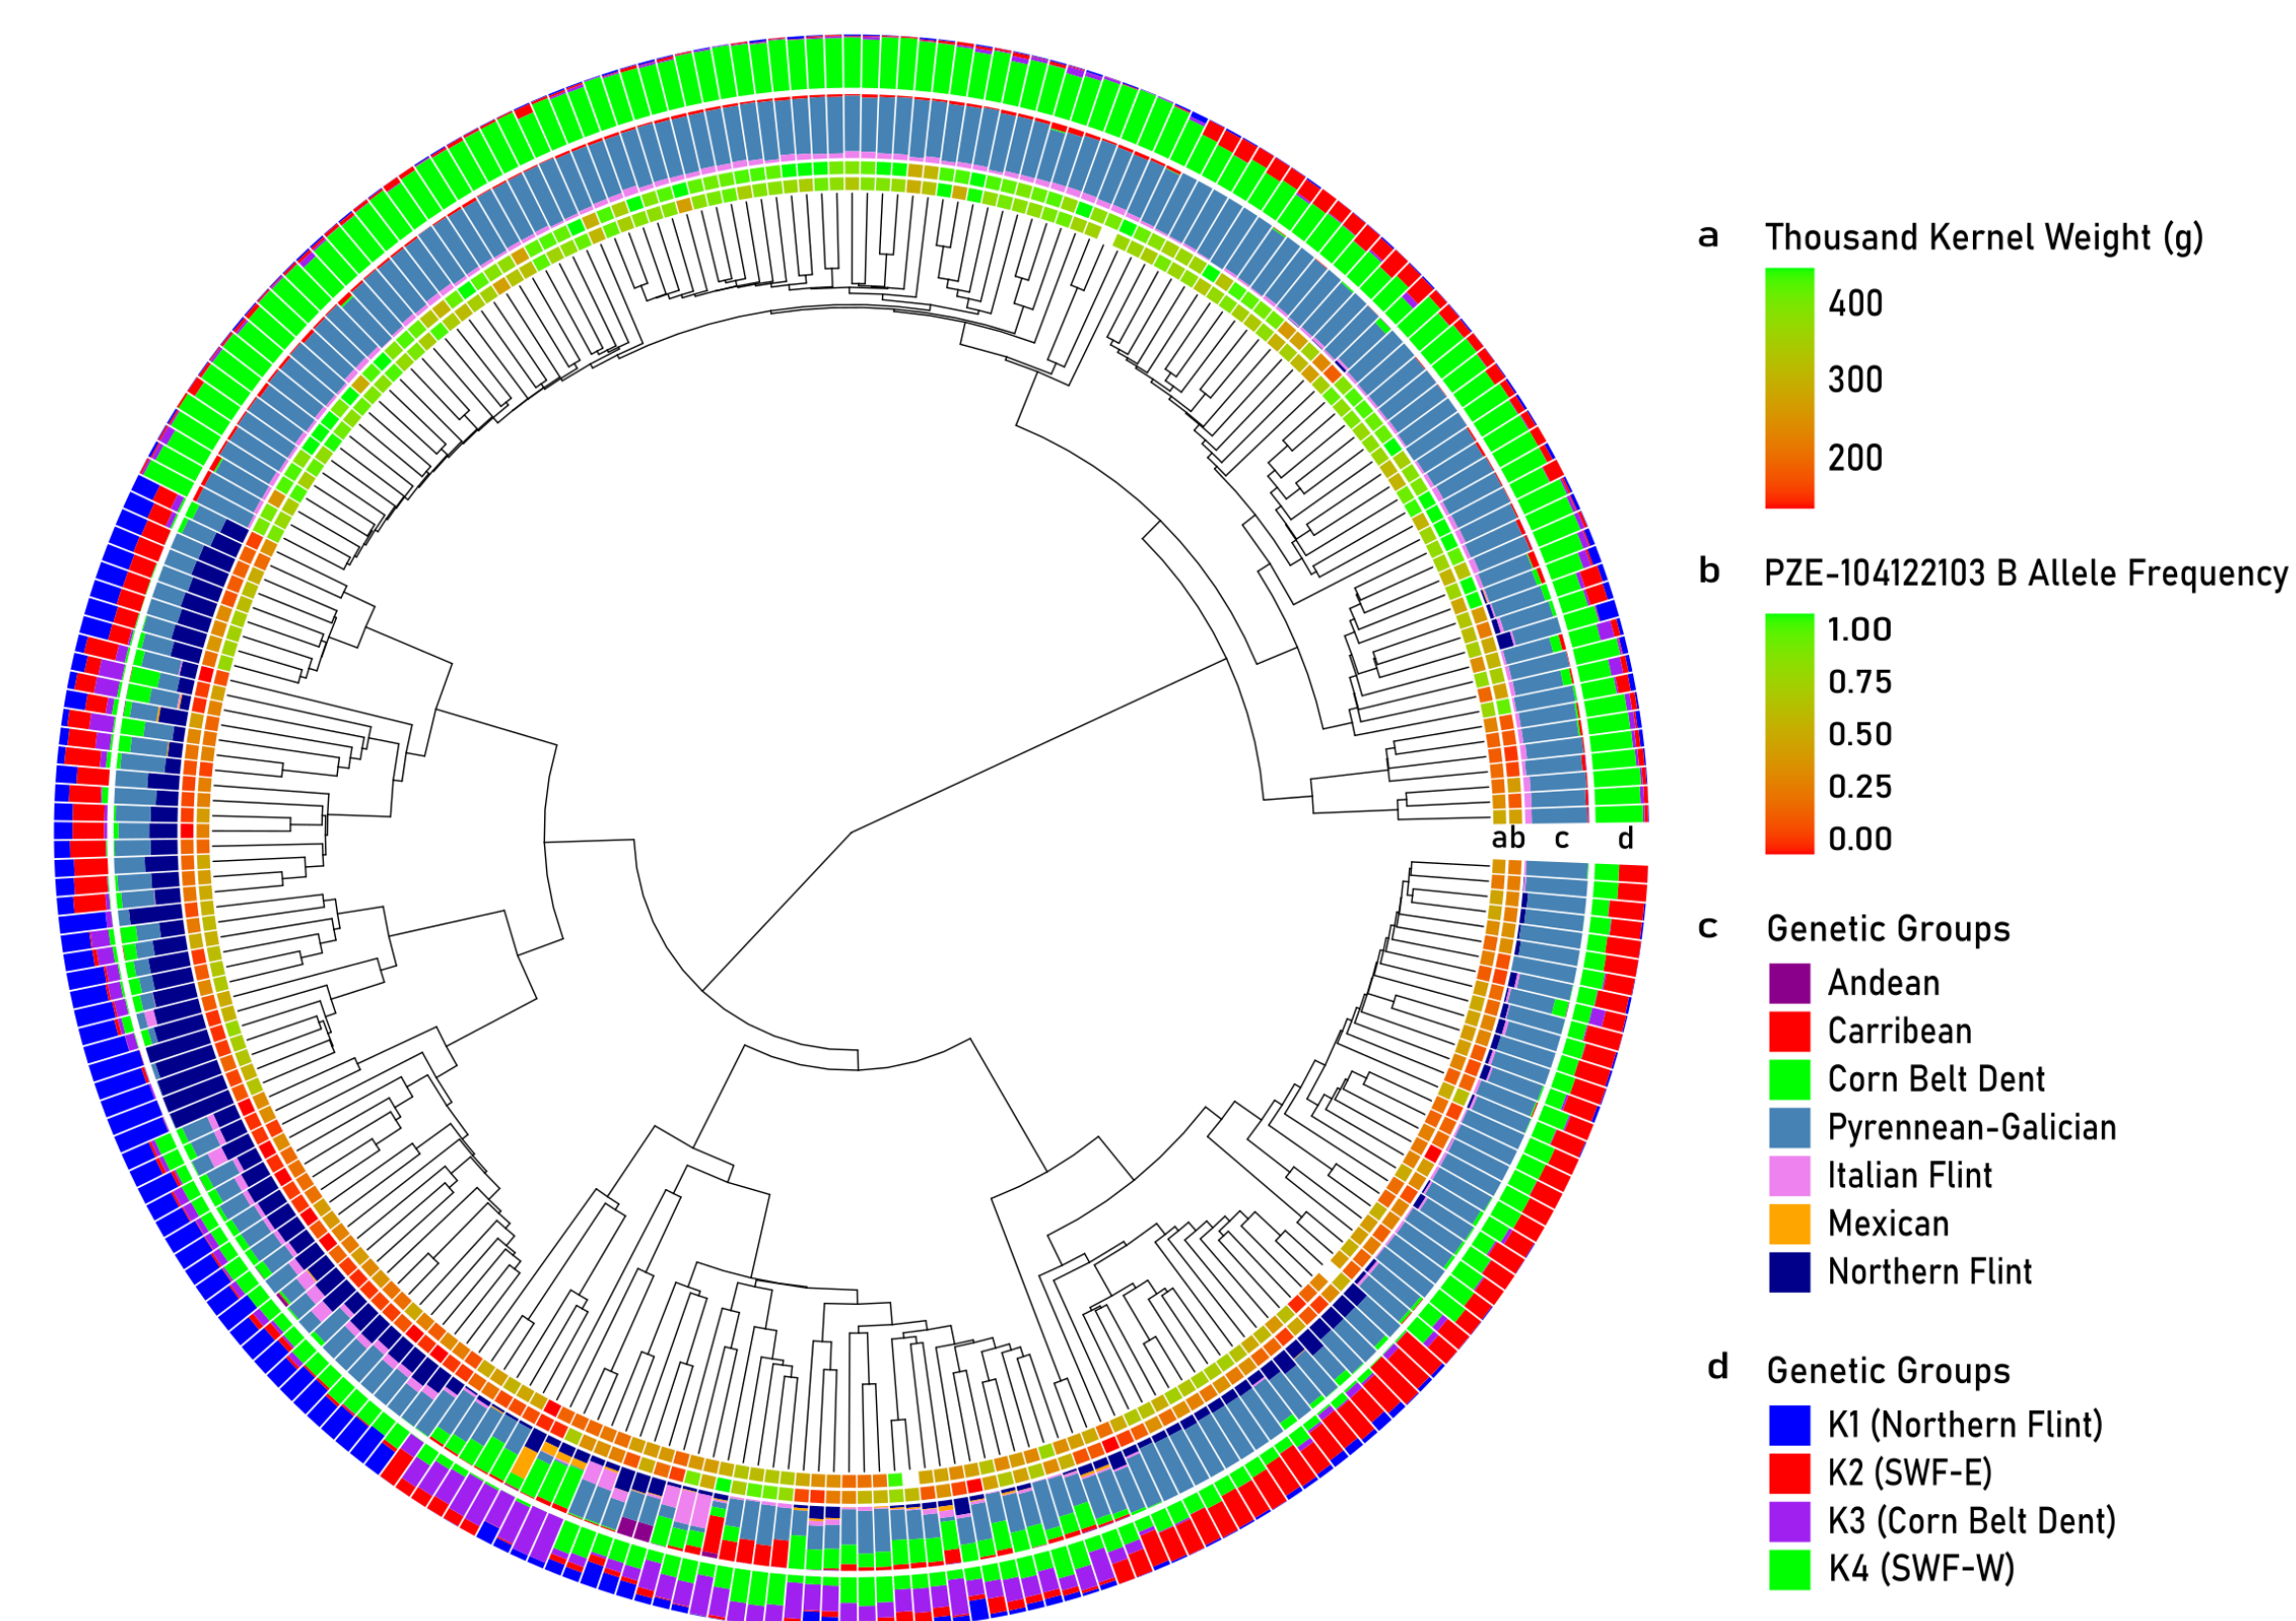 a Thousand Kernel Weight (g)
400
300
200
b PZE-104122103 B Allele Frequency
1.00
0.75
0.50
0.25
0.00
a b c d
c Genetic Groups
Andean
Carribean
Corn Belt Dent
Pyrennean-Galician
Italian Flint
Mexican
Northern Flint
d Genetic Groups
K1 (Northern Flint)
K2 (SWF-E)
K3 (Corn Belt Dent)
K4 (SWF-W)